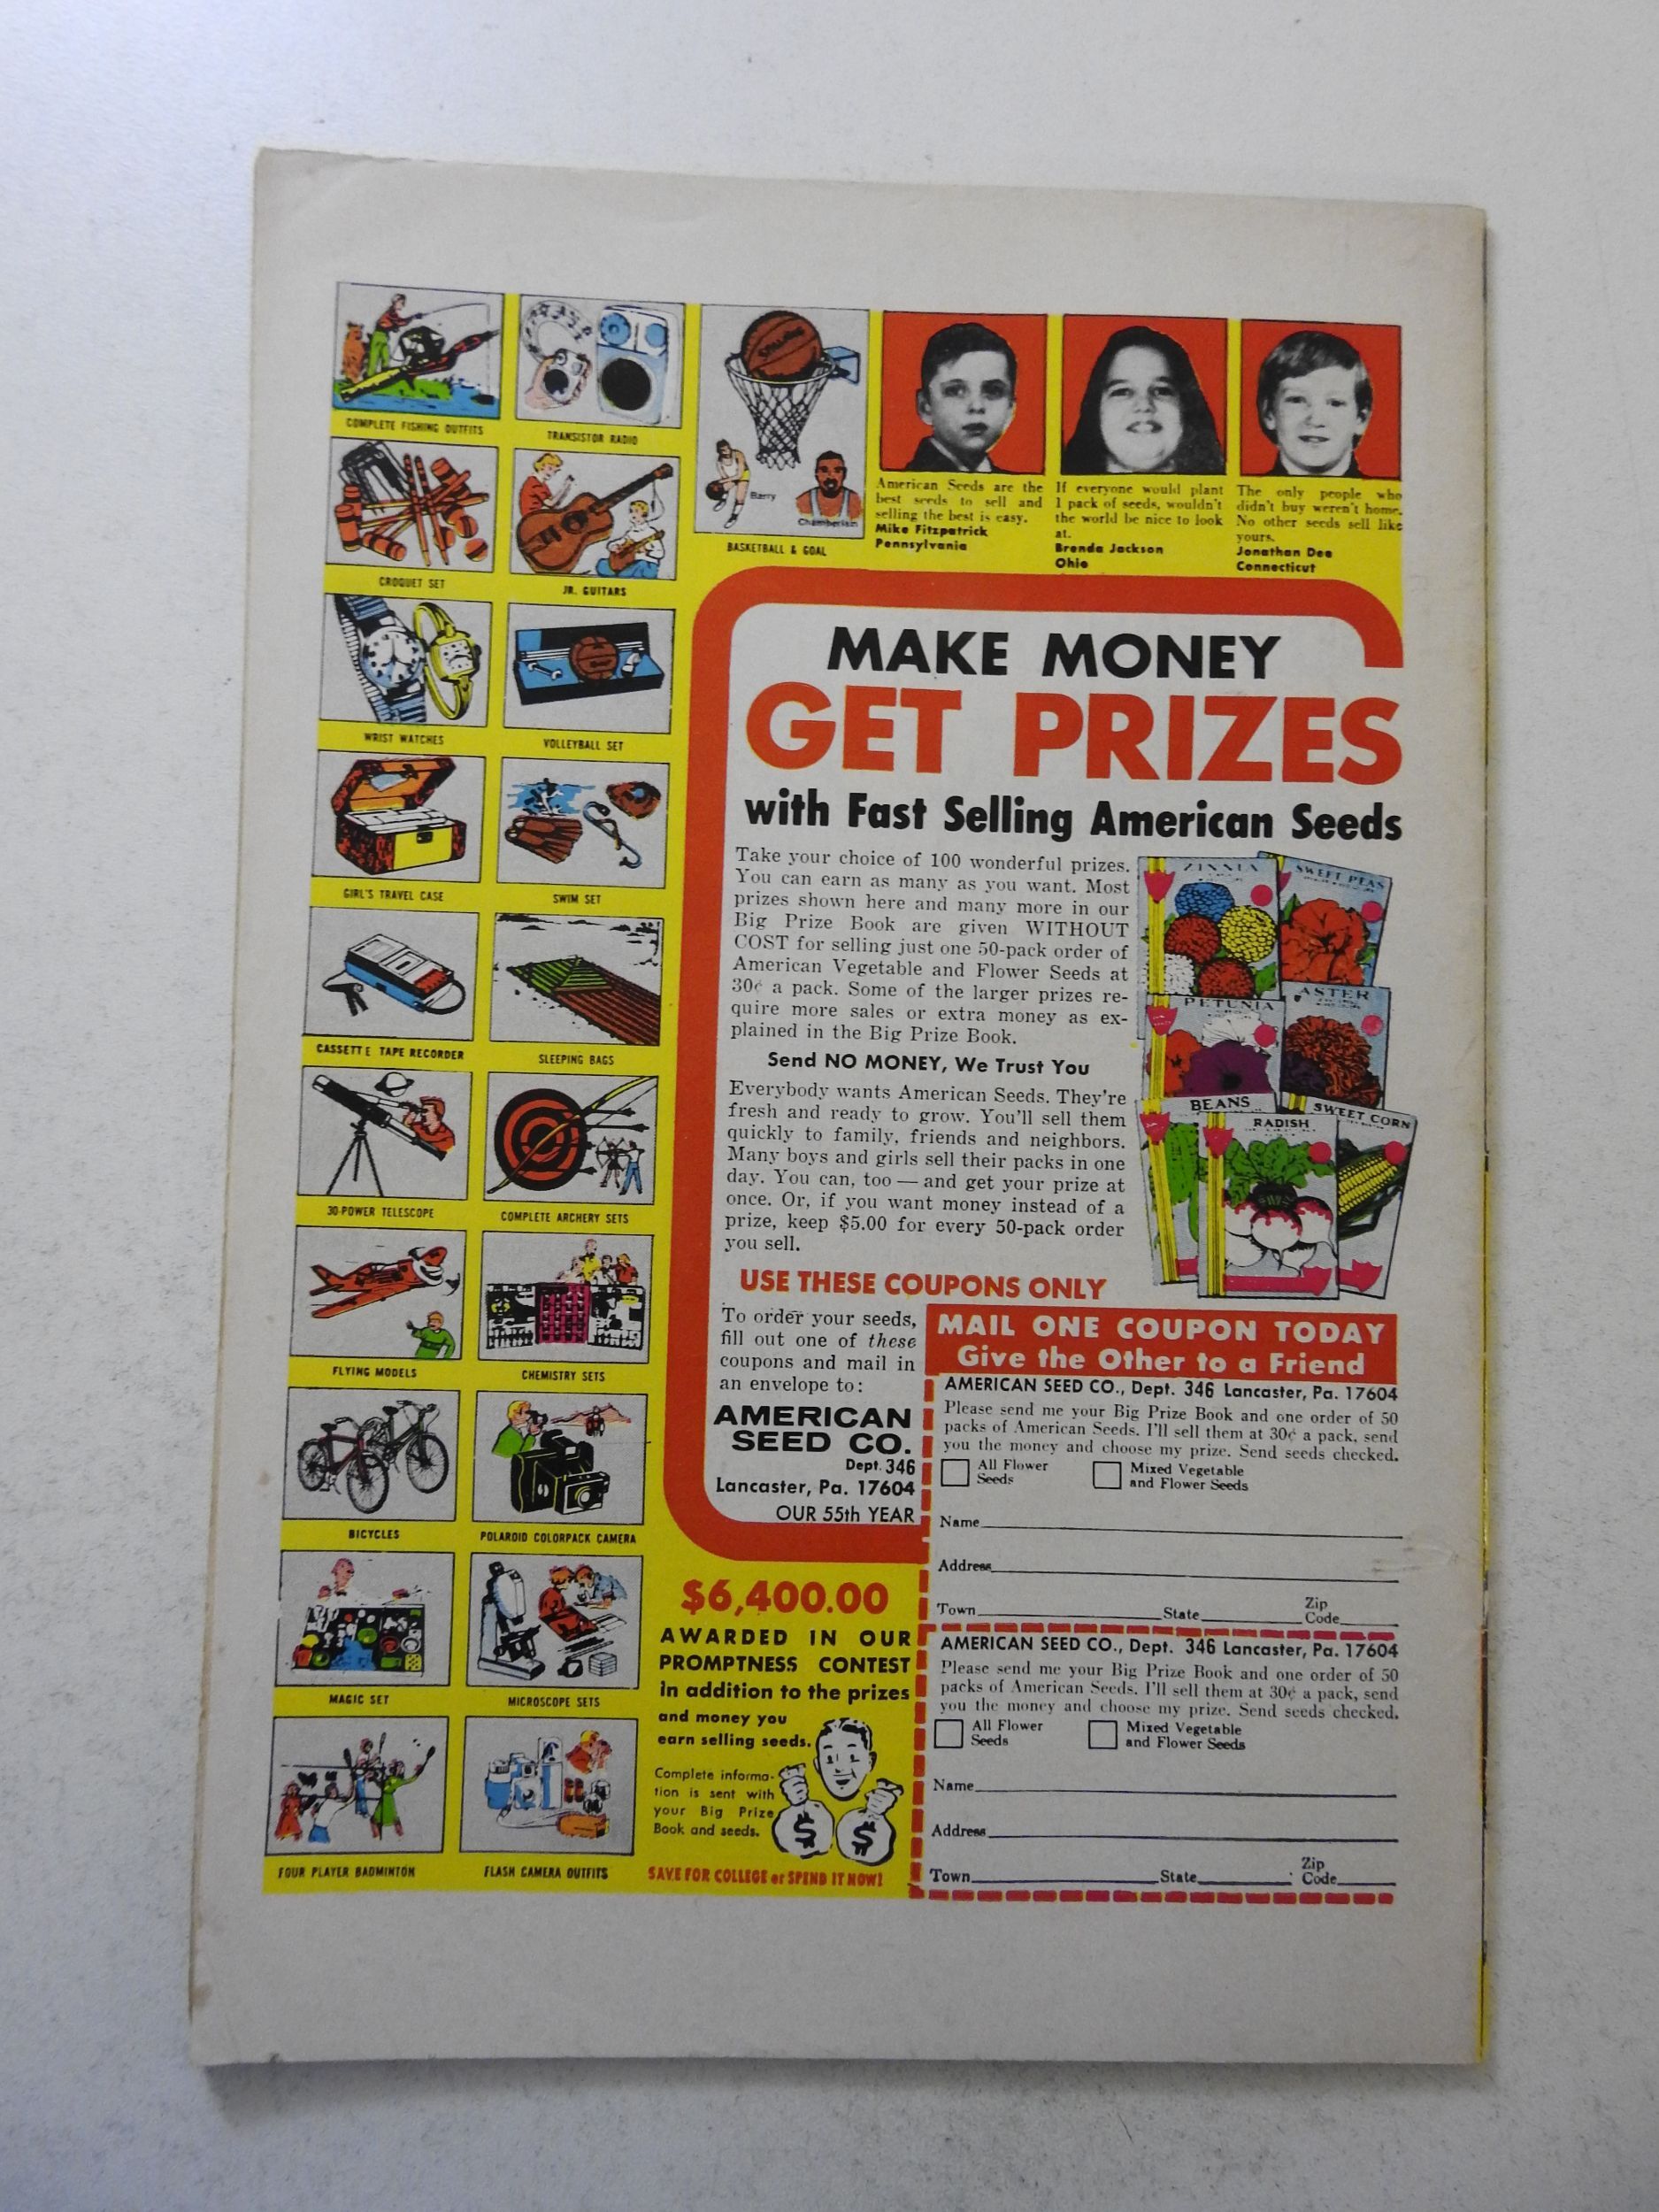 COMPLETE FISHING OUTFITS
TRANSISTOR RADIO
SPALDING
Barry
Chamberlain
BASKETBALL & GOAL
CROQUET SET
JR. GUITARS
WRIST WATCHES
VOLLEYBALL SET
GIRL'S TRAVEL CASE
SWIM SET
CASSETTE TAPE RECORDER
SLEEPING BAGS
30-POWER TELESCOPE
COMPLETE ARCHERY SETS
FLYING MODELS
CHEMISTRY SETS
BICYCLES
POLAROID COLORPACK CAMERA
MAGIC SET
MICROSCOPE SETS
FOUR PLAYER BADMINTON
FLASH CAMERA OUTFITS
American Seeds are the
best seeds to sell and
selling the best is easy.
Mike Fitzpatrick
Pennsylvania
If everyone would plant
1 pack of seeds, wouldn't
the world be nice to look
at.
Brenda Jackson
Ohio
The only people who
didn't buy weren't home.
No other seeds sell like
yours.
Jonathan Dee
Connecticut
MAKE MONEY
GET PRIZES
with Fast Selling American Seeds
Take your choice of 100 wonderful prizes.
You can earn as many as you want. Most
prizes shown here and many more in our
Big Prize Book are given WITHOUT
COST for selling just one 50-pack order of
American Vegetable and Flower Seeds at
30¢ a pack. Some of the larger prizes re-
quire more sales or extra money as ex-
plained in the Big Prize Book.
Send NO MONEY, We Trust You
Everybody wants American Seeds. They're
fresh and ready to grow. You'll sell them
quickly to family, friends and neighbors.
Many boys and girls sell their packs in one
day. You can, too — and get your prize at
once. Or, if you want money instead of a
prize, keep $5.00 for every 50-pack order
you sell.
ZINNIA
SWEET PEAS
PETUNIA
ASTER
BEANS
RADISH
SWEET CORN
USE THESE COUPONS ONLY
To order your seeds,
fill out one of these
coupons and mail in
an envelope to:
AMERICAN
SEED CO.
Dept. 346
Lancaster, Pa. 17604
OUR 55th YEAR
$6,400.00
AWARDED IN OUR
PROMPTNESS CONTEST
in addition to the prizes
and money you
earn selling seeds.
Complete informa-
tion is sent with
your Big Prize
Book and seeds.
$ $
SAVE FOR COLLEGE or SPEND IT NOW!
MAIL ONE COUPON TODAY
Give the Other to a Friend
AMERICAN SEED CO., Dept. 346 Lancaster, Pa. 17604
Please send me your Big Prize Book and one order of 50
packs of American Seeds. I'll sell them at 30¢ a pack, send
you the money and choose my prize. Send seeds checked.
All Flower
Seeds
Mixed Vegetable
and Flower Seeds
Name
Address
Town State Zip
Code
AMERICAN SEED CO., Dept. 346 Lancaster, Pa. 17604
Please send me your Big Prize Book and one order of 50
packs of American Seeds. I'll sell them at 30¢ a pack, send
you the money and choose my prize. Send seeds checked.
All Flower
Seeds
Mixed Vegetable
and Flower Seeds
Name
Address
Town State Zip
Code